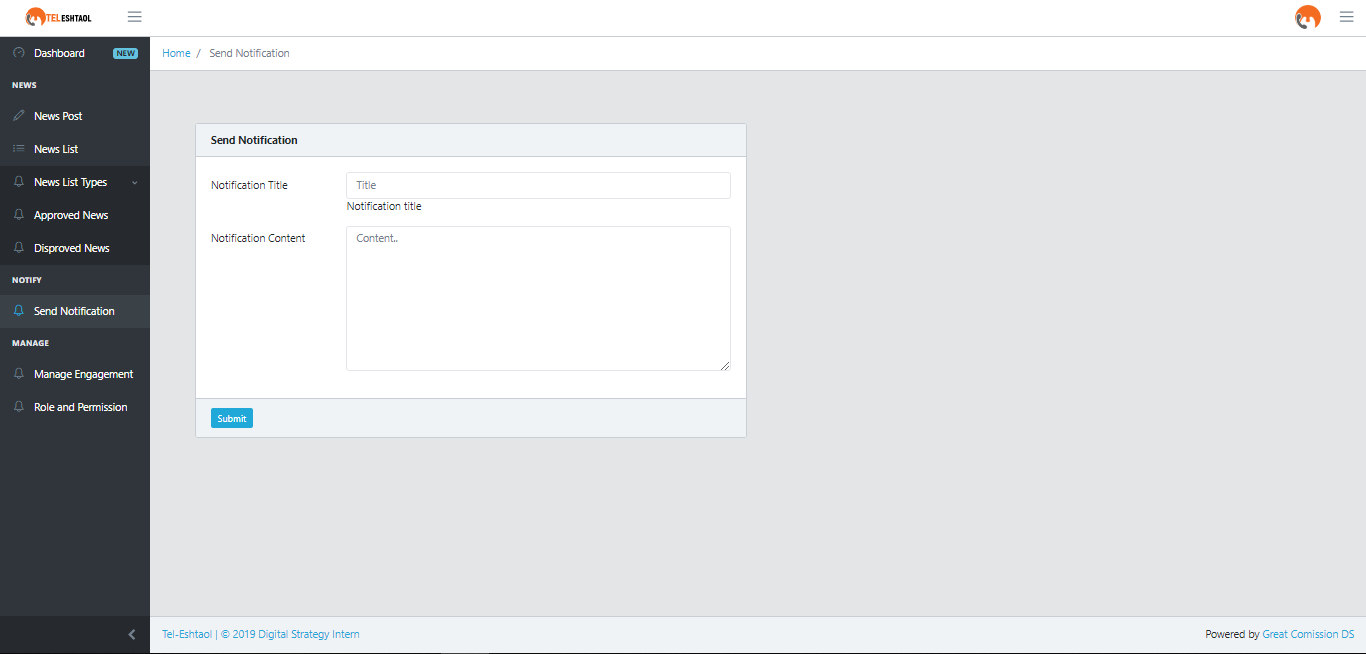 TELESHTAOL
Dashboard NEW
NEWS
News Post
News List
News List Types
Approved News
Disproved News
NOTIFY
Send Notification
MANAGE
Manage Engagement
Role and Permission
Home / Send Notification
Send Notification
Notification Title
Title
Notification title
Notification Content
Content..
Submit
Tel-Eshtaol | © 2019 Digital Strategy Intern
Powered by Great Comission DS